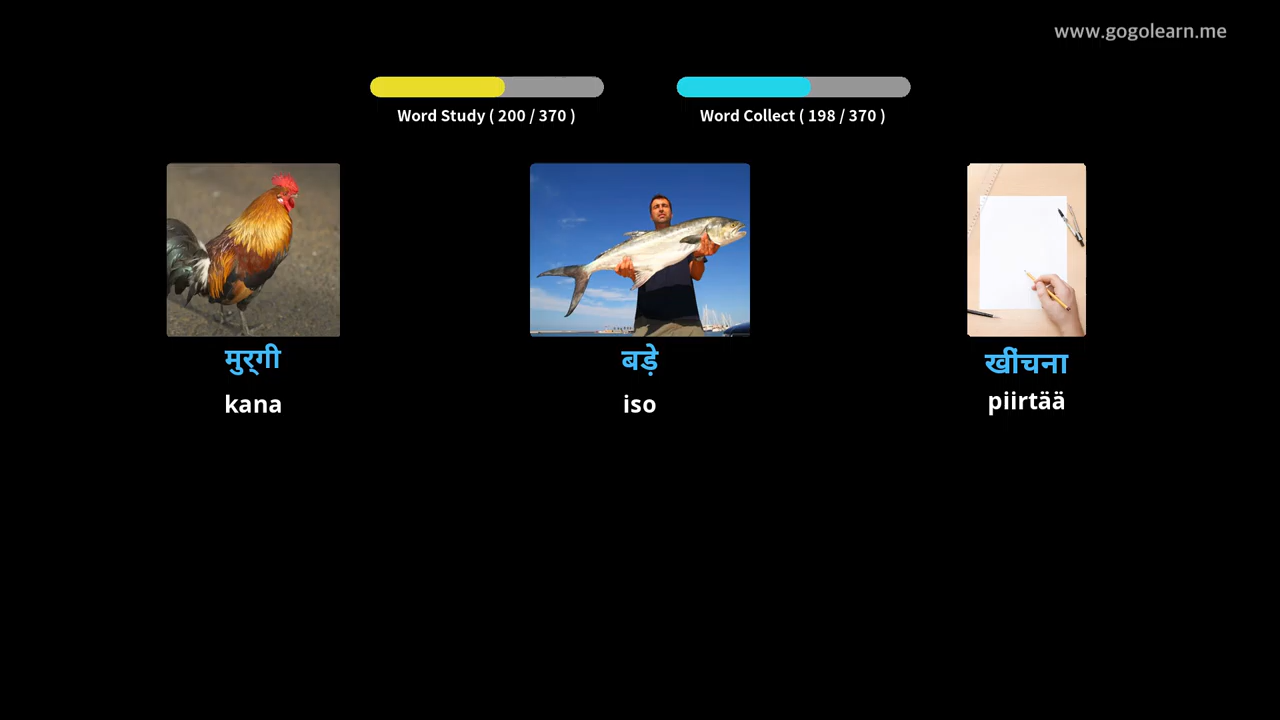 www.gogolearn.me
Word Study ( 200 / 370 )
Word Collect ( 198 / 370 )
मुर्गी
बड़े
खींचना
kana
iso
piirtää